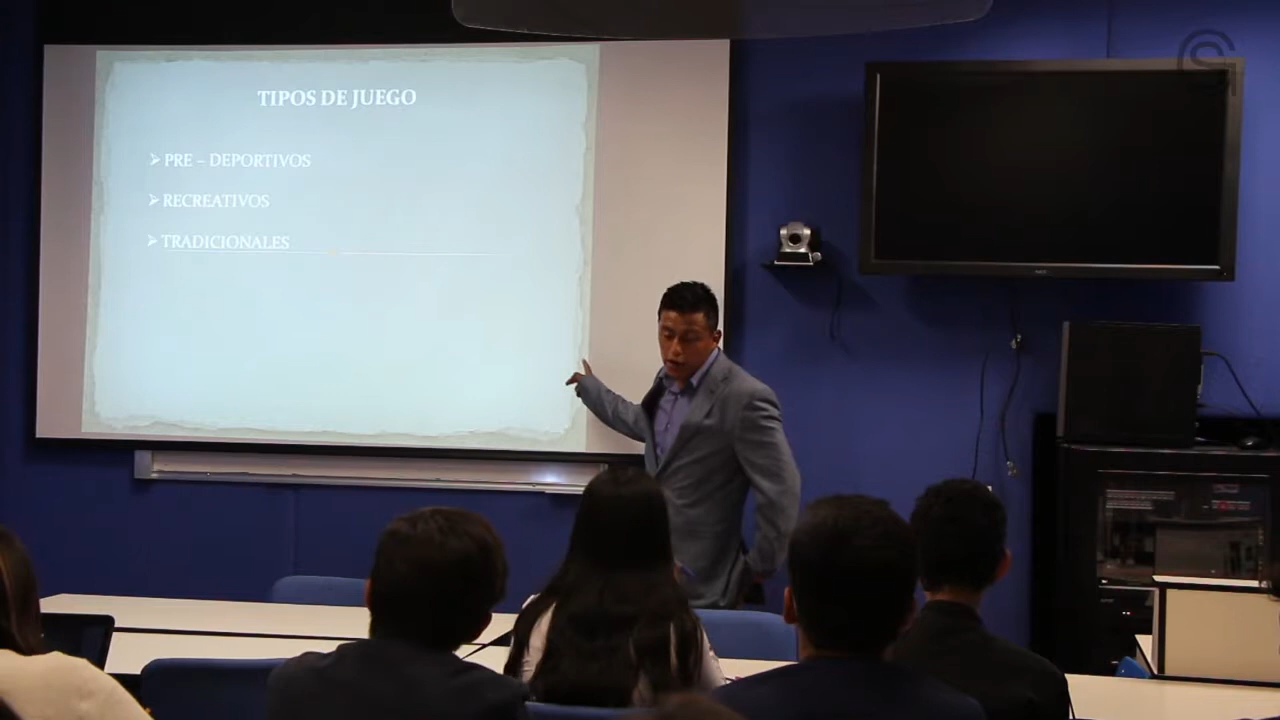 TIPOS DE JUEGO
PRE – DEPORTIVOS
RECREATIVOS
TRADICIONALES